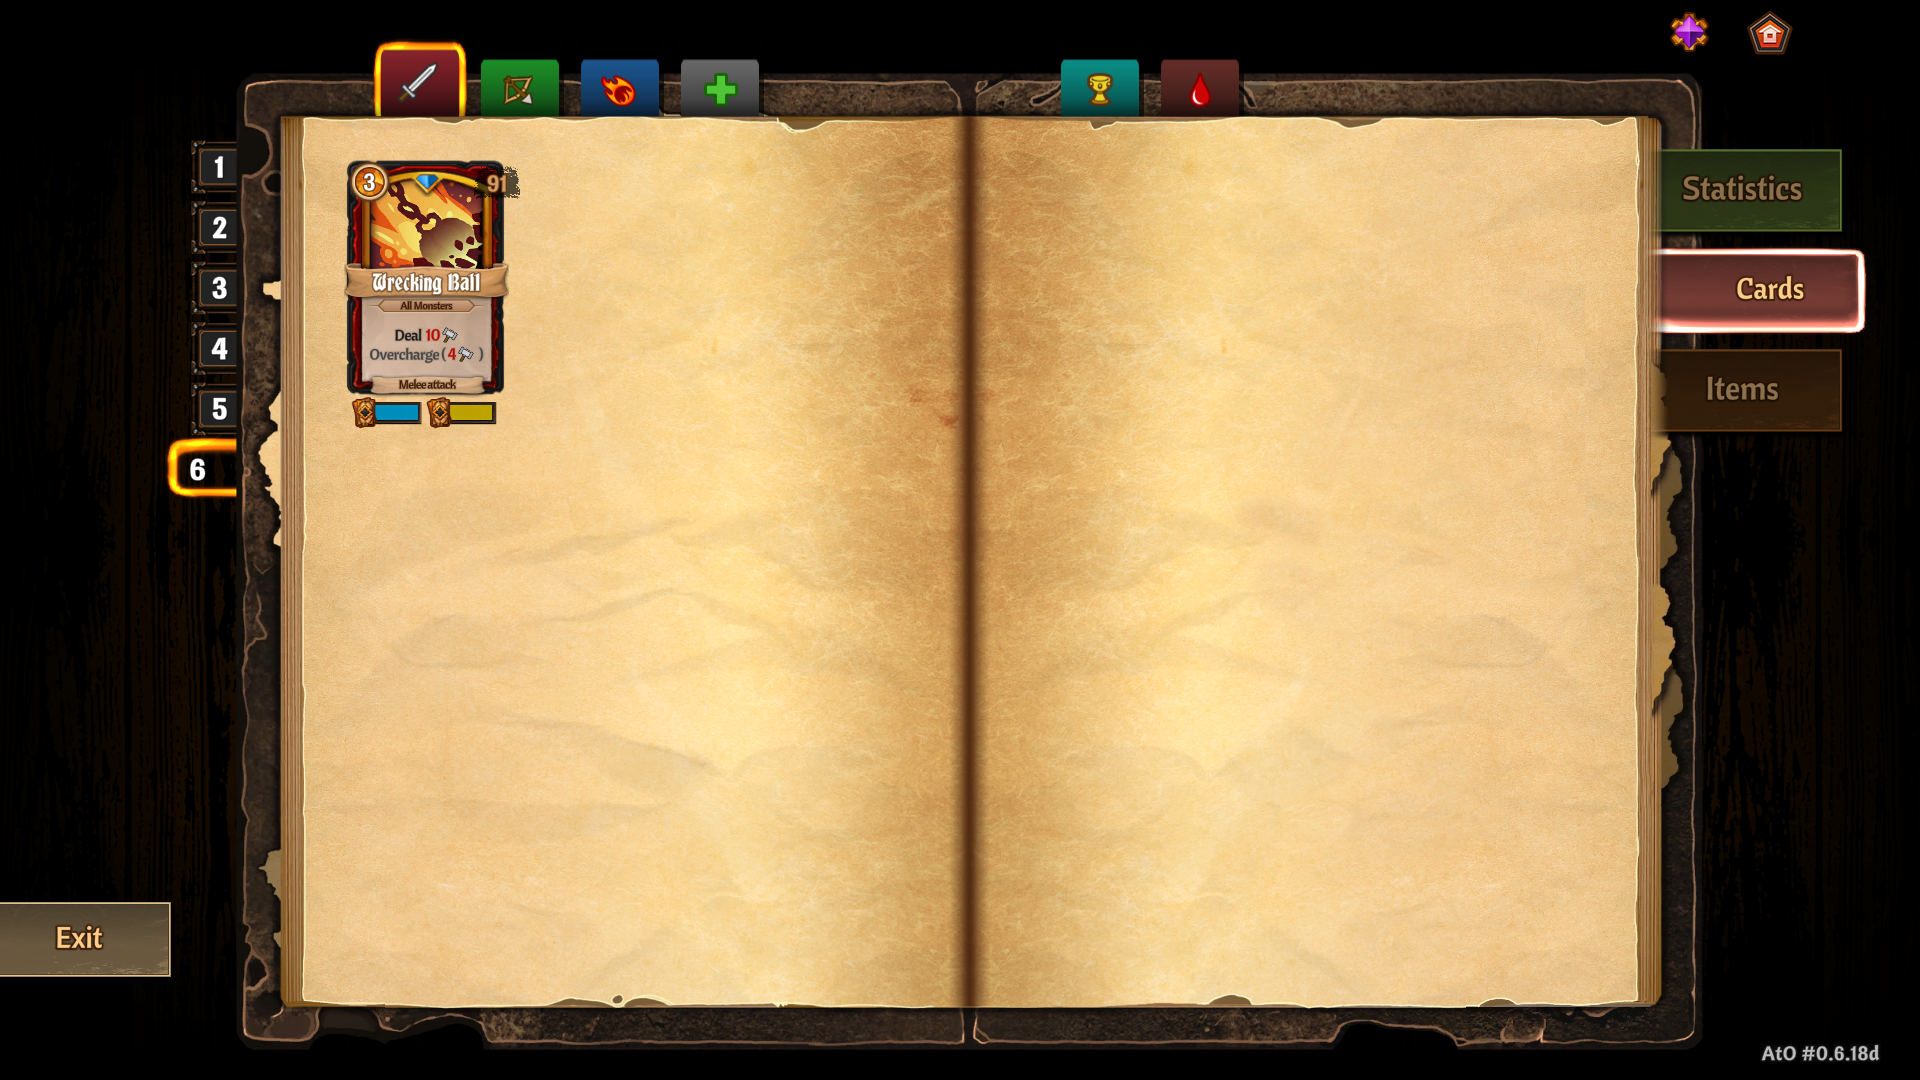 1
2
3
4
5
6
3
91
Wrecking Ball
All Monsters
Deal 10
Overcharge ( 4 )
Melee attack
Statistics
Cards
Items
Exit
AtO #0.6.18d